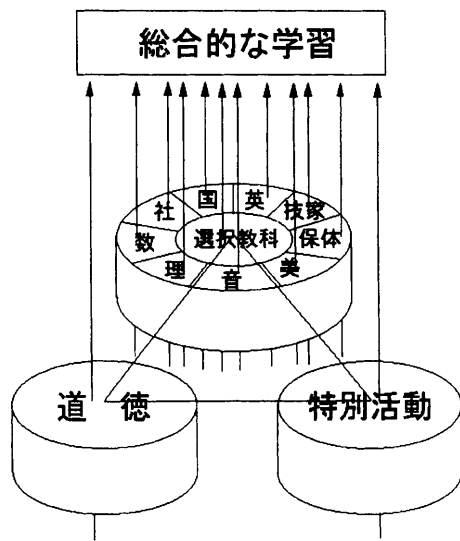 総合的な学習
国 英
社 技家
数 選択教科 保体
理 音 美
道 徳 特別活動